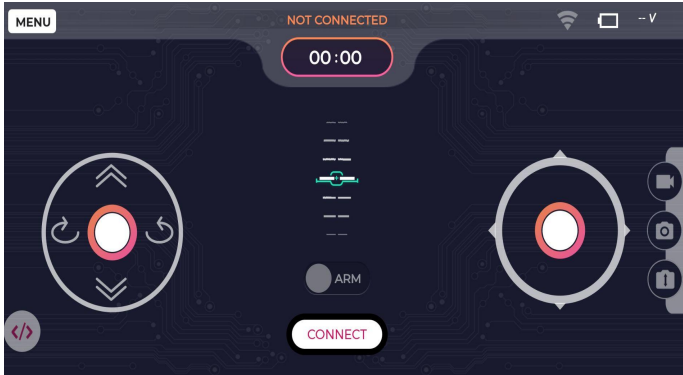 MENU
NOT CONNECTED
-- V
00:00
ARM
CONNECT
</>